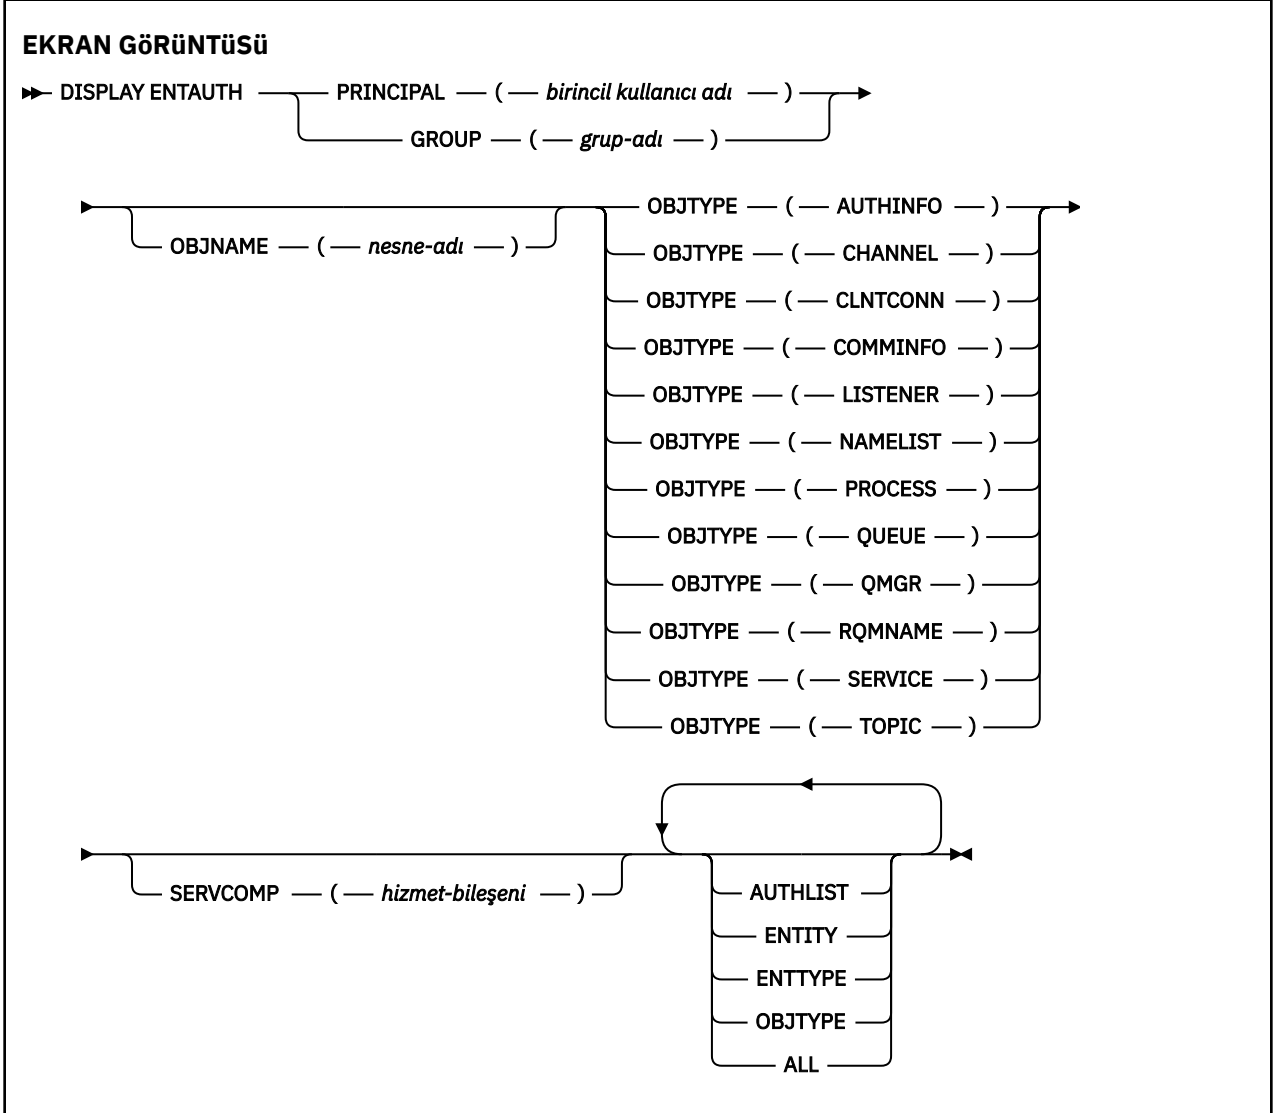 EKRAN GöRüNTüSü
DISPLAY ENTAUTH PRINCIPAL ( birincil kullanıcı adı )
GROUP ( grup-adı )
OBJTYPE ( AUTHINFO )
OBJNAME ( nesne-adı ) OBJTYPE ( CHANNEL )
OBJTYPE ( CLNTCONN )
OBJTYPE ( COMMINFO )
OBJTYPE ( LISTENER )
OBJTYPE ( NAMELIST )
OBJTYPE ( PROCESS )
OBJTYPE ( QUEUE )
OBJTYPE ( QMGR )
OBJTYPE ( RQMNAME )
OBJTYPE ( SERVICE )
OBJTYPE ( TOPIC )
SERVCOMP ( hizmet-bileşeni ) AUTHLIST
ENTITY
ENTTYPE
OBJTYPE
ALL